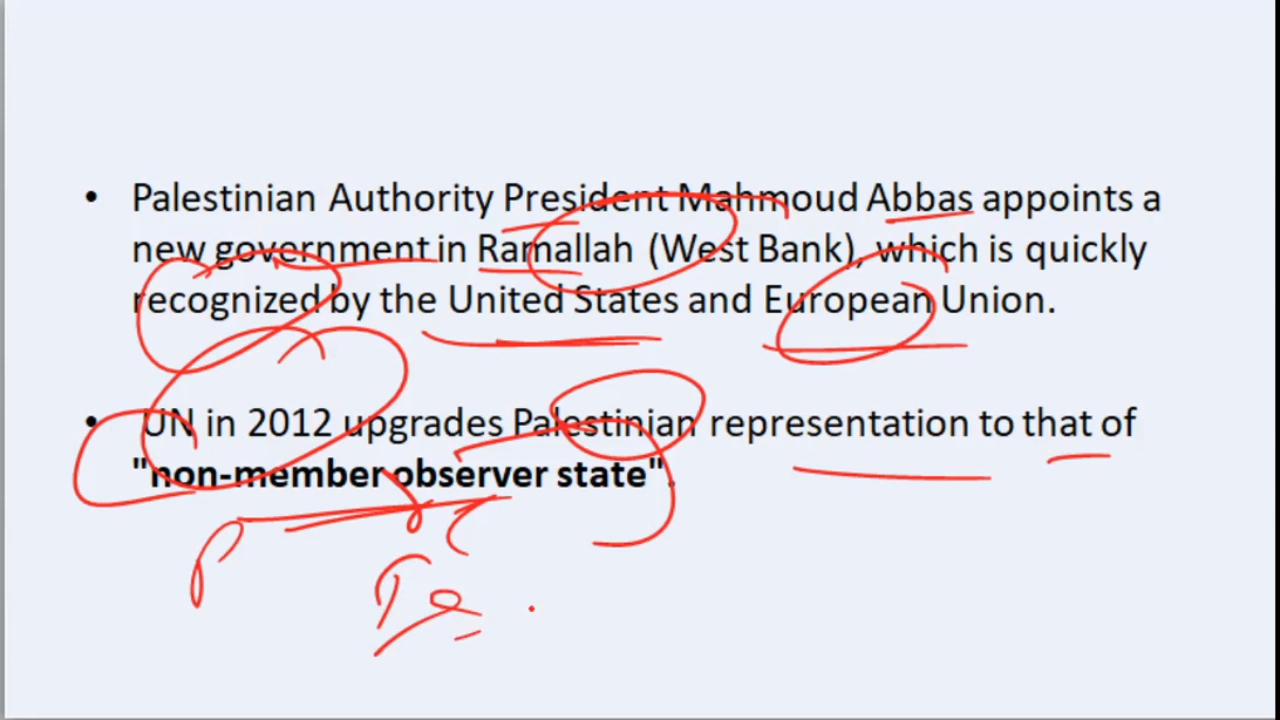 • Palestinian Authority President Mahmoud Abbas appoints a
new government in Ramallah (West Bank), which is quickly
recognized by the United States and European Union.
• UN in 2012 upgrades Palestinian representation to that of
"non-member observer state".